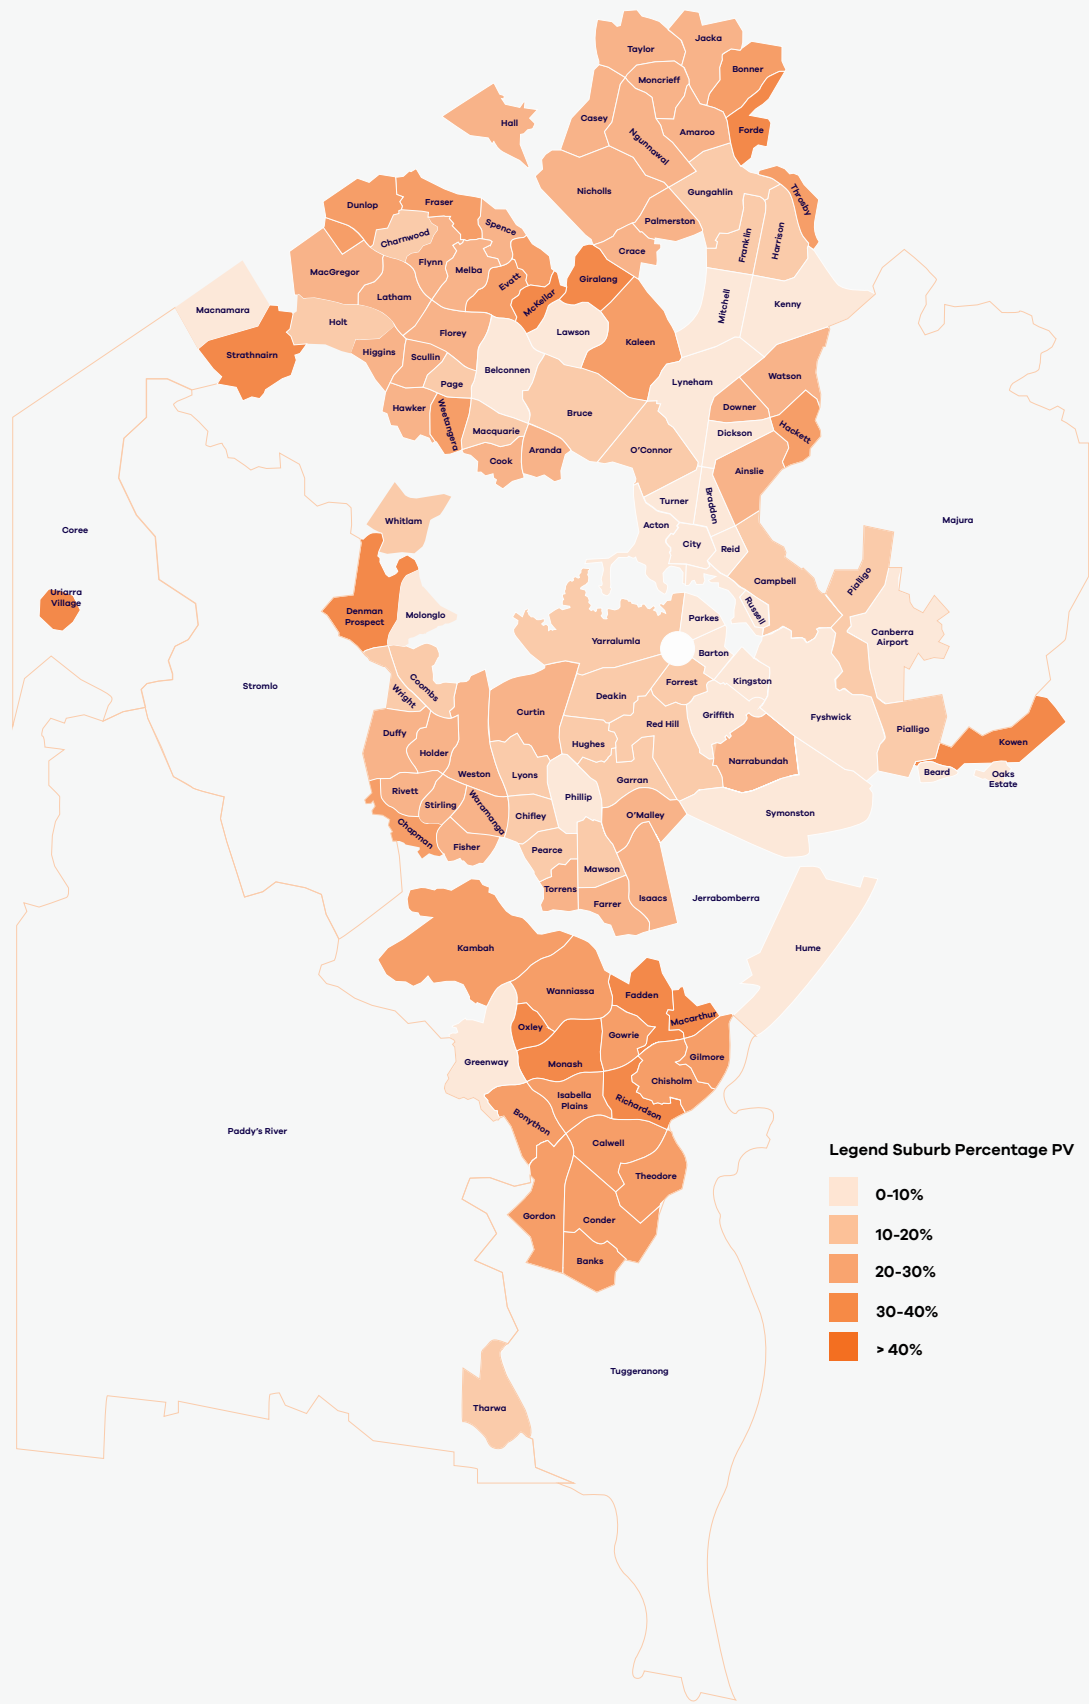 Taylor
Jacka
Bonner
Moncrieff
Hall
Casey
Ngunnawal
Amaroo
Forde
Nicholls
Gungahlin
Throsby
Palmerston
Franklin
Harrison
Crace
Dunlop
Fraser
Spence
Charnwood
Flynn
Melba
MacGregor
Evatt
McKellar
Giralang
Latham
Macnamara
Holt
Mitchell
Kenny
Florey
Lawson
Kaleen
Strathnairn
Higgins
Scullin
Page
Belconnen
Lyneham
Watson
Hawker
Weetangera
Bruce
Downer
Hackett
Macquarie
Dickson
Cook
Aranda
O'Connor
Ainslie
Whitlam
Turner
Braddon
Acton
City
Reid
Coree
Majura
Campbell
Pialligo
Uriarra
Village
Denman
Prospect
Molonglo
Russell
Parkes
Canberra
Airport
Yarralumla
Barton
Stromlo
Coombs
Wright
Deakin
Forrest
Kingston
Curtin
Red Hill
Griffith
Fyshwick
Pialligo
Duffy
Holder
Hughes
Kowen
Weston
Lyons
Garran
Narrabundah
Beard
Oaks
Estate
Rivett
Stirling
Waramanga
Phillip
Chifley
O'Malley
Symonston
Chapman
Fisher
Pearce
Mawson
Torrens
Farrer
Isaacs
Jerrabomberra
Kambah
Hume
Wanniassa
Fadden
Macarthur
Oxley
Gowrie
Greenway
Monash
Gilmore
Chisholm
Isabella
Plains
Richardson
Bonython
Calwell
Paddy's River
Theodore
Gordon
Conder
Banks
Legend Suburb Percentage PV
0-10%
10-20%
20-30%
30-40%
> 40%
Tuggeranong
Tharwa